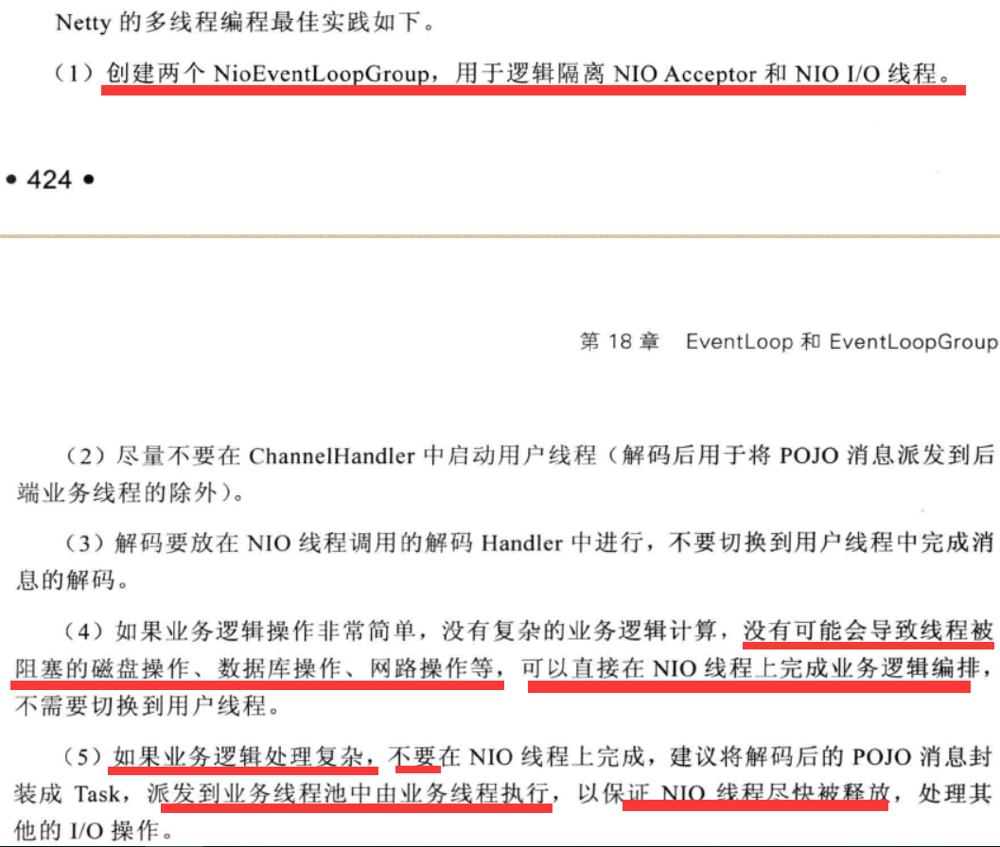 Netty 的多线程编程最佳实践如下。
（1）创建两个 NioEventLoopGroup，用于逻辑隔离 NIO Acceptor 和 NIO I/O 线程。
• 424 •
第 18 章 EventLoop 和 EventLoopGroup
（2）尽量不要在 ChannelHandler 中启动用户线程（解码后用于将 POJO 消息派发到后
端业务线程的除外）。
（3）解码要放在 NIO 线程调用的解码 Handler 中进行，不要切换到用户线程中完成消
息的解码。
（4）如果业务逻辑操作非常简单，没有复杂的业务逻辑计算，没有可能会导致线程被
阻塞的磁盘操作、数据库操作、网路操作等，可以直接在 NIO 线程上完成业务逻辑编排，
不需要切换到用户线程。
（5）如果业务逻辑处理复杂，不要在 NIO 线程上完成，建议将解码后的 POJO 消息封
装成 Task，派发到业务线程池中由业务线程执行，以保证 NIO 线程尽快被释放，处理其
他的 I/O 操作。